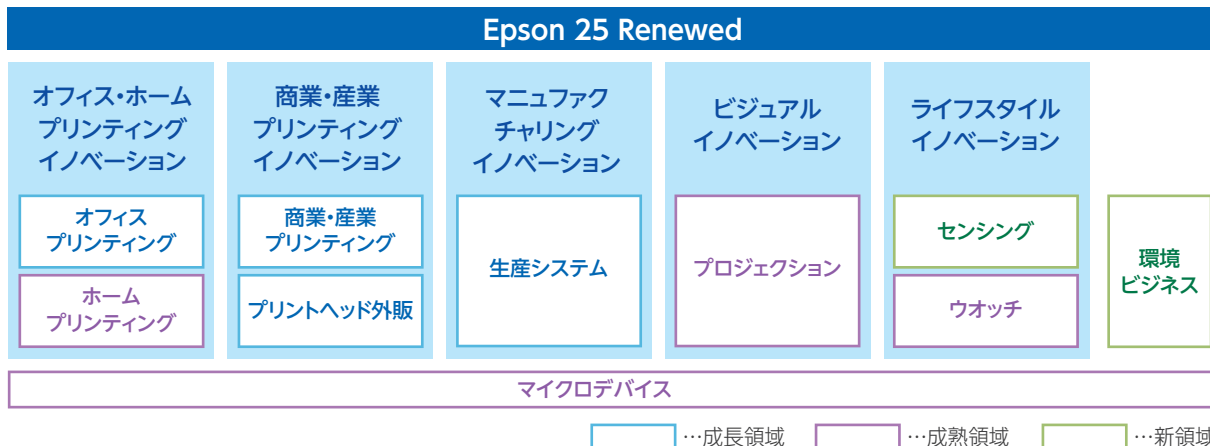 Epson 25 Renewed
オフィス・ホーム
プリンティング
イノベーション
商業・産業
プリンティング
イノベーション
マニュファク
チャリング
イノベーション
ビジュアル
イノベーション
ライフスタイル
イノベーション
オフィス
プリンティング
ホーム
プリンティング
商業・産業
プリンティング
プリントヘッド外販
生産システム
プロジェクション
センシング
ウオッチ
環境
ビジネス
マイクロデバイス
…成長領域
…成熟領域
…新領域